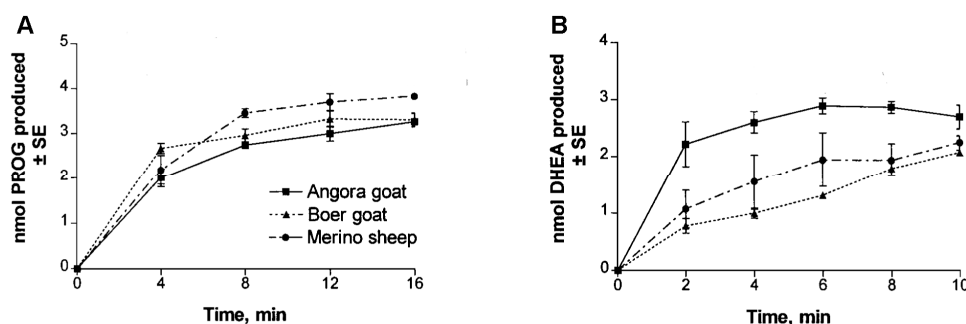 A
nmol PROG produced
± SE
5
4
3
2
1
0
0 4 8 12 16
Time, min
Angora goat
Boer goat
Merino sheep
B
nmol DHEA produced
± SE
4
3
2
1
0
0 2 4 6 8 10
Time, min